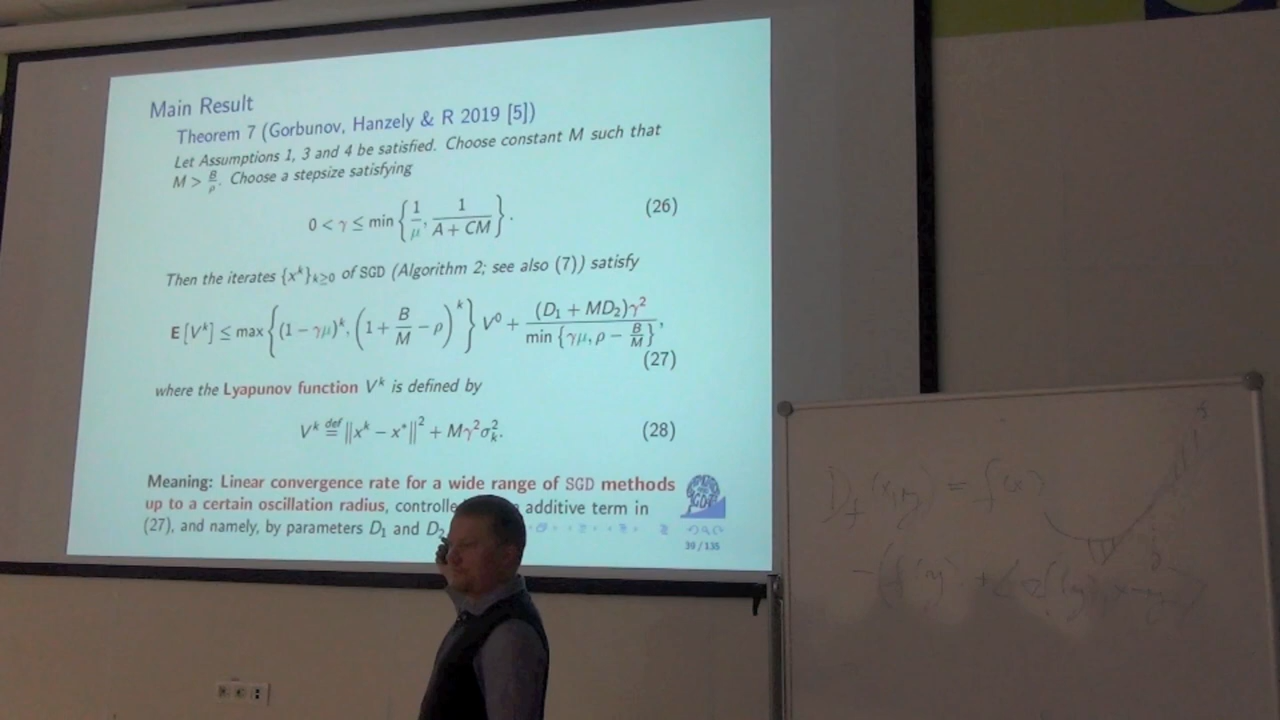 Main Result
Theorem 7 (Gorbunov, Hanzely & R 2019 [5])
Let Assumptions 1, 3 and 4 be satisfied. Choose constant M such that
M > B/ρ. Choose a stepsize satisfying
0 < γ ≤ min {1/μ, 1/(A + CM)}. (26)
Then the iterates {x^k}_{k≥0} of SGD (Algorithm 2; see also (7)) satisfy
E[V^k] ≤ max {(1 − γμ)^k, (1 + B/M − ρ)^k} V^0 + (D_1 + MD_2)γ^2 / min {γμ, ρ − B/M}, (27)
where the Lyapunov function V^k is defined by
V^k def= ‖x^k − x*‖^2 + Mγ^2σ_k^2. (28)
Meaning: Linear convergence rate for a wide range of SGD methods
up to a certain oscillation radius, controlle additive term in
(27), and namely, by parameters D_1 and D_2
39 / 135
D_f(x,y) = f(x)